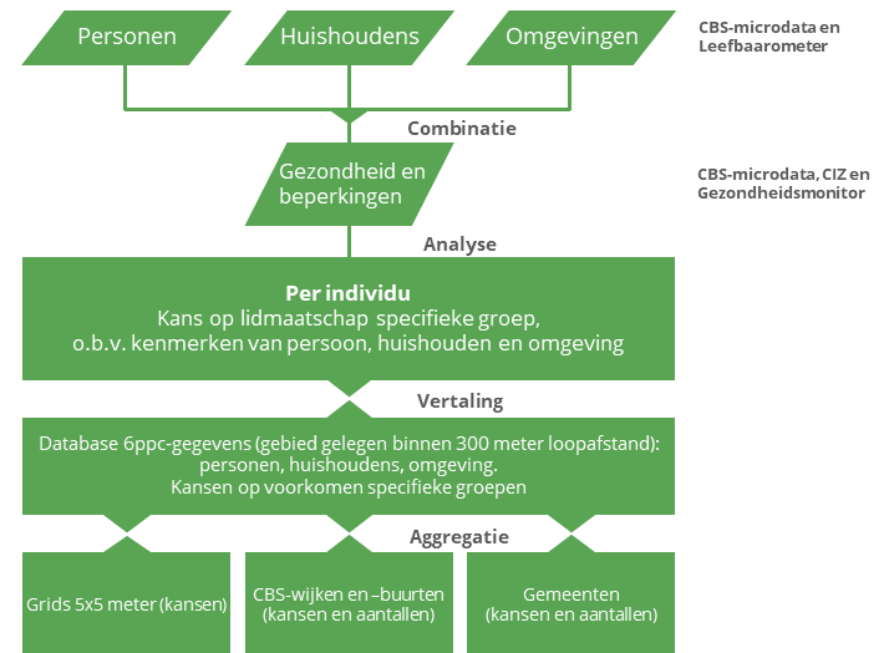 Personen
Huishoudens
Omgevingen
CBS-microdata en
Leefbaarometer
Combinatie
Gezondheid en
beperkingen
CBS-microdata, CIZ en
Gezondheidsmonitor
Analyse
Per individu
Kans op lidmaatschap specifieke groep,
o.b.v. kenmerken van persoon, huishouden en omgeving
Vertaling
Database 6ppc-gegevens (gebied gelegen binnen 300 meter loopafstand):
personen, huishoudens, omgeving.
Kansen op voorkomen specifieke groepen
Aggregatie
Grids 5x5 meter (kansen)
CBS-wijken en –buurten
(kansen en aantallen)
Gemeenten
(kansen en aantallen)